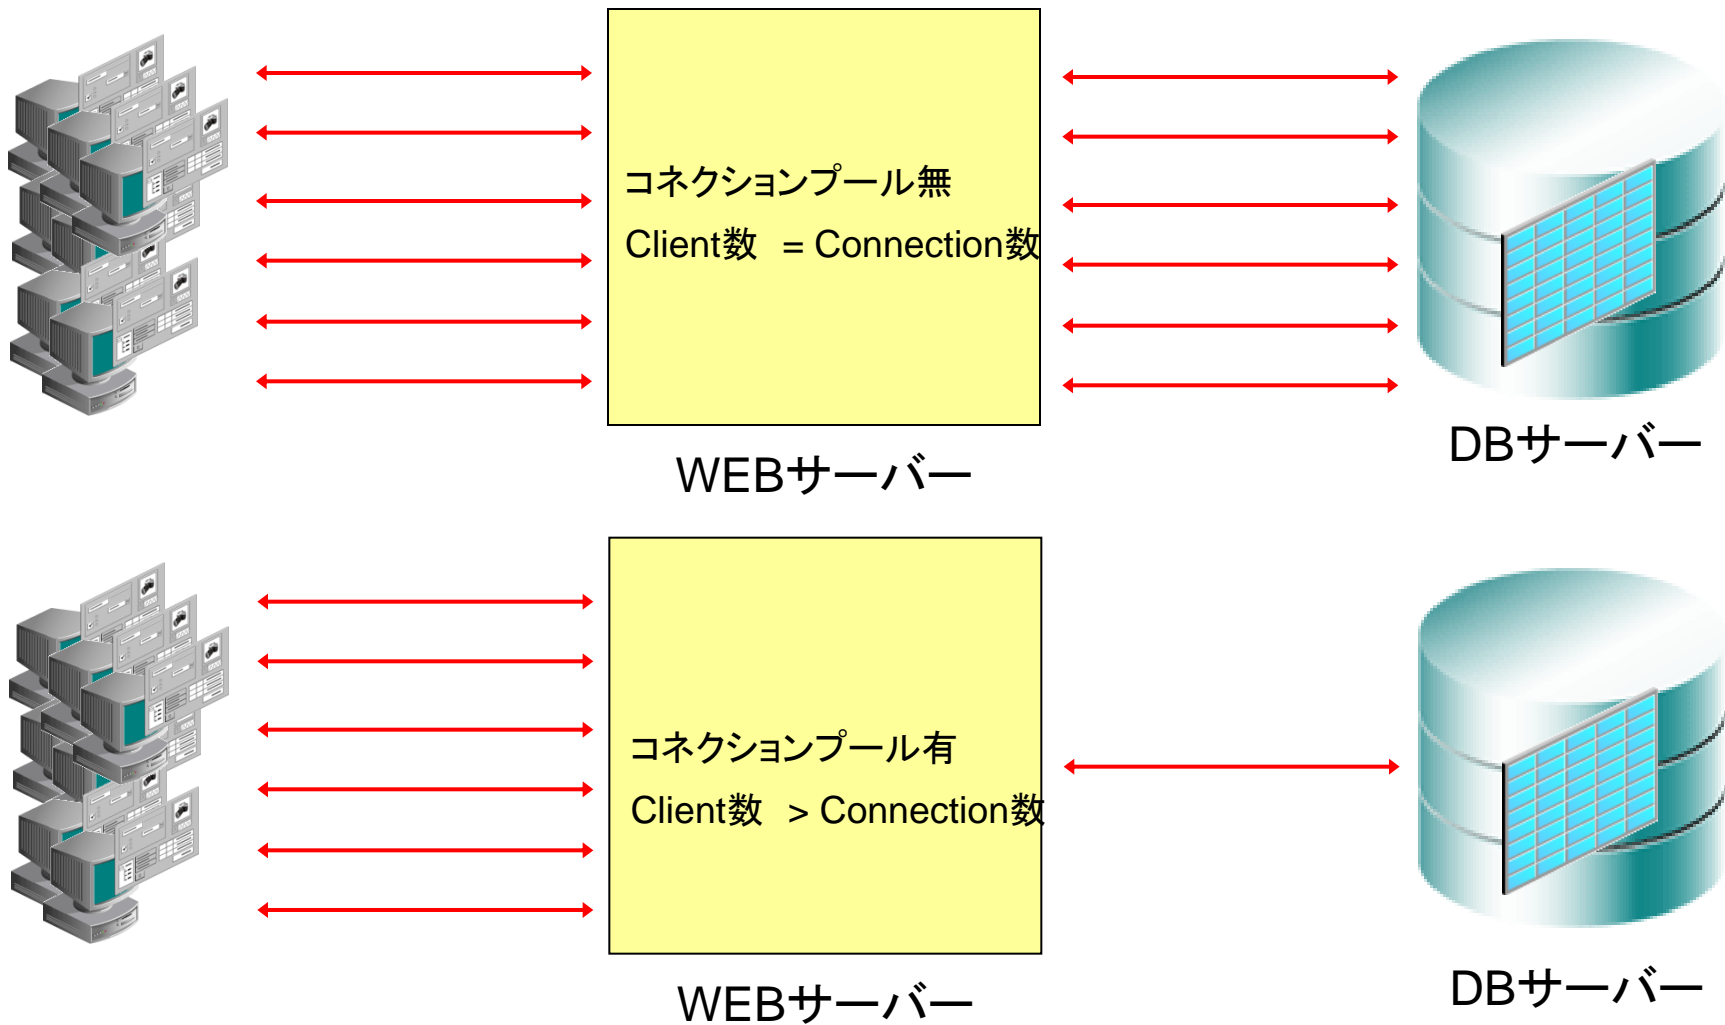 コネクションプール無
Client数 = Connection数
WEBサーバー
DBサーバー
コネクションプール有
Client数 > Connection数
WEBサーバー
DBサーバー